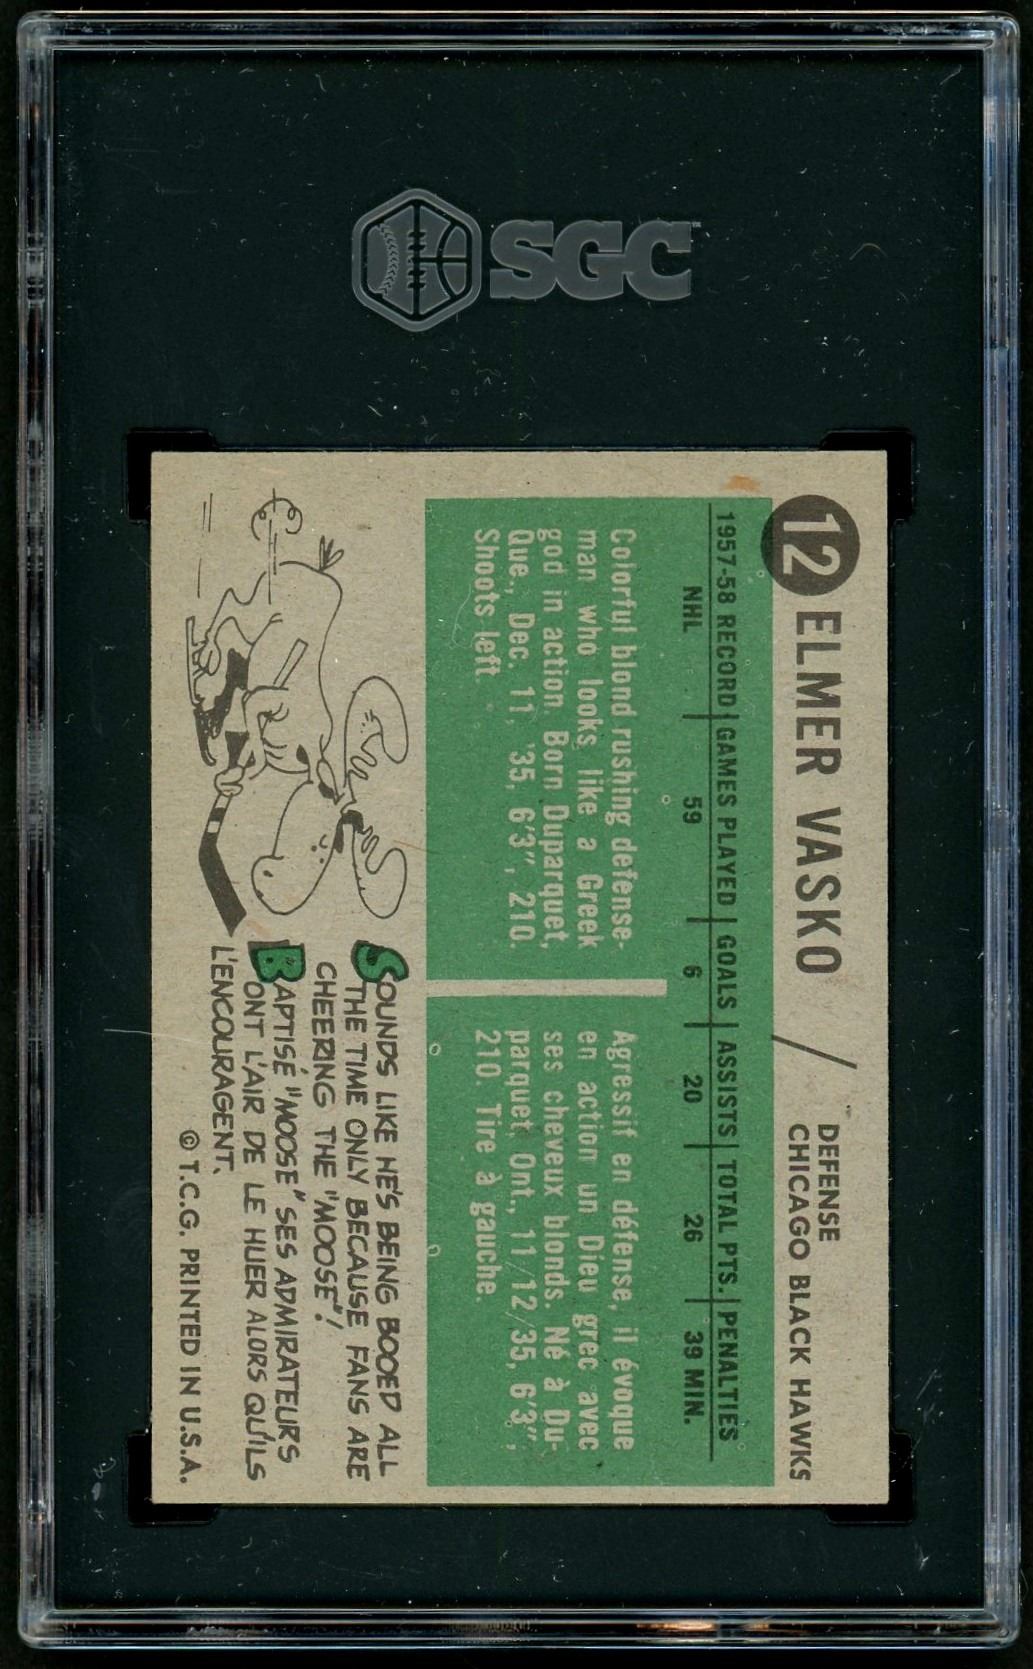 SGC
12 ELMER VASKO / DEFENSE
CHICAGO BLACK HAWKS
1957-58 RECORD GAMES PLAYED GOALS ASSISTS TOTAL PTS. PENALTIES
NHL 59 6 20 26 39 MIN.
Colorful blond rushing defense-
man who looks like a Greek
god in action. Born Duparquet,
Que., Dec. 11, '35, 6'3", 210.
Shoots left
Agressif en défense, il évoque
en action un Dieu grec avec
ses cheveux blonds. Né à Du-
parquet, Ont., 11/12/35, 6'3",
210. Tire à gauche.
SOUNDS LIKE HE'S BEING BOOED ALL
THE TIME ONLY BECAUSE FANS ARE
CHEERING THE "MOOSE"!
BAPTISÉ "MOOSE" SES ADMIRATEURS
ONT L'AIR DE LE HUER ALORS QU'ILS
L'ENCOURAGENT.
© T.C.G. PRINTED IN U.S.A.